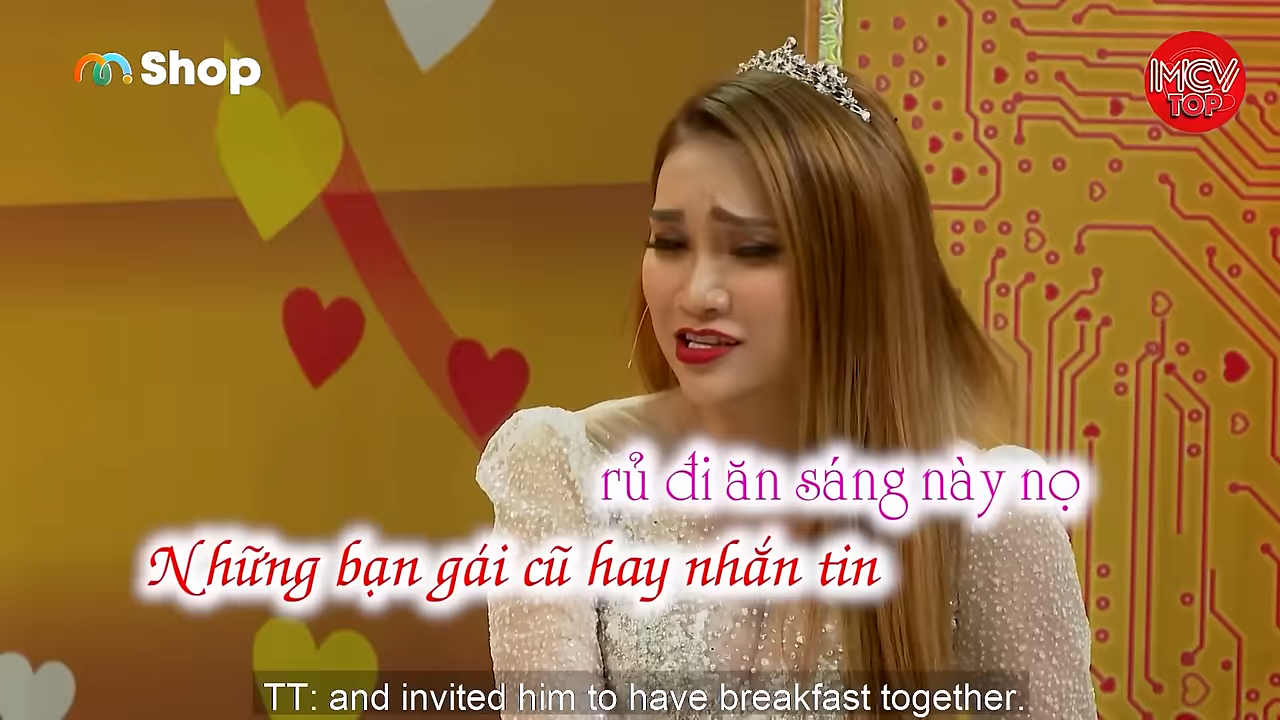 Shop
MCV
TOP
rủ đi ăn sáng này nọ
Những bạn gái cũ hay nhắn tin
TT: and invited him to have breakfast together.